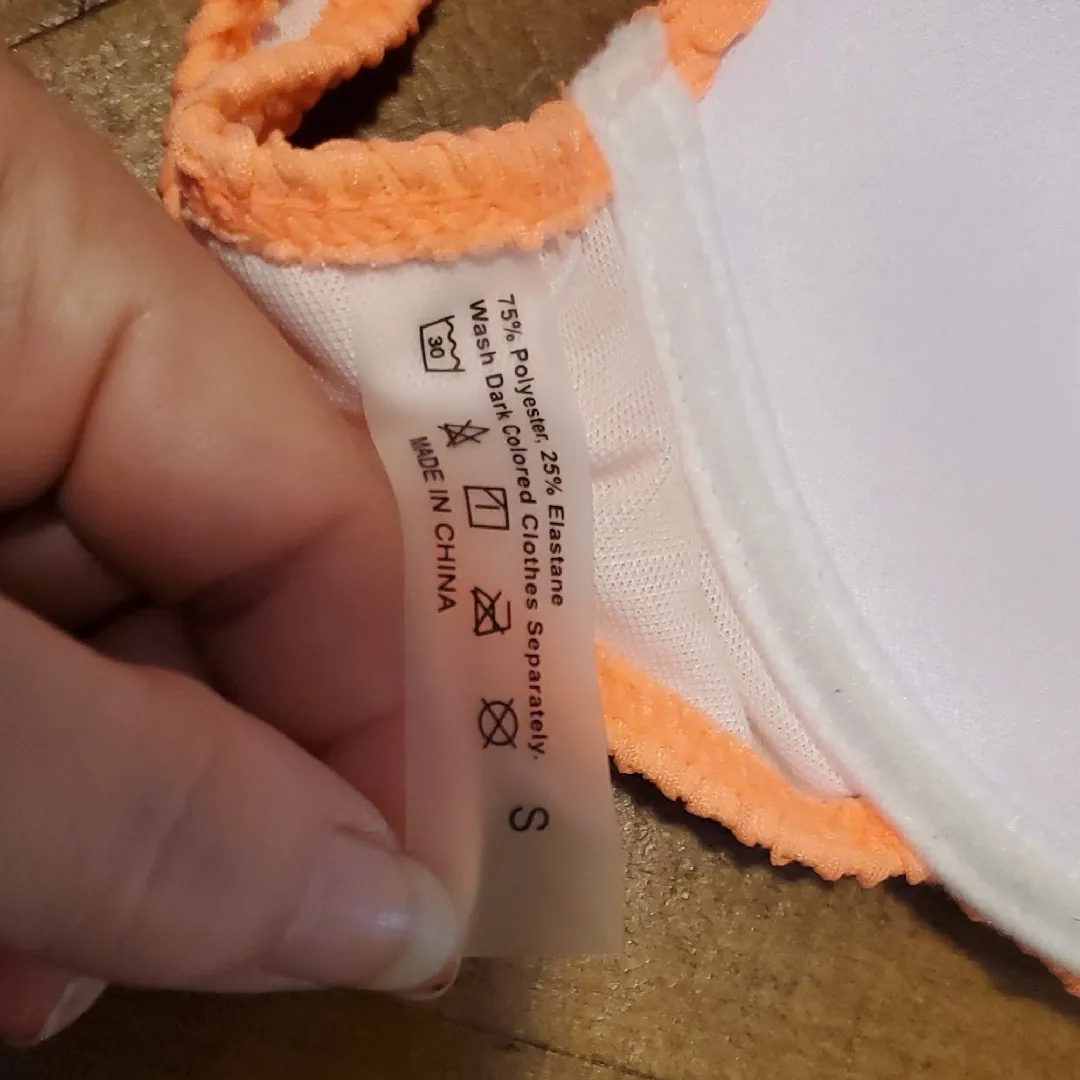 75% Polyester, 25% Elastane
Wash Dark Colored Clothes Separately.
30
MADE IN CHINA
S